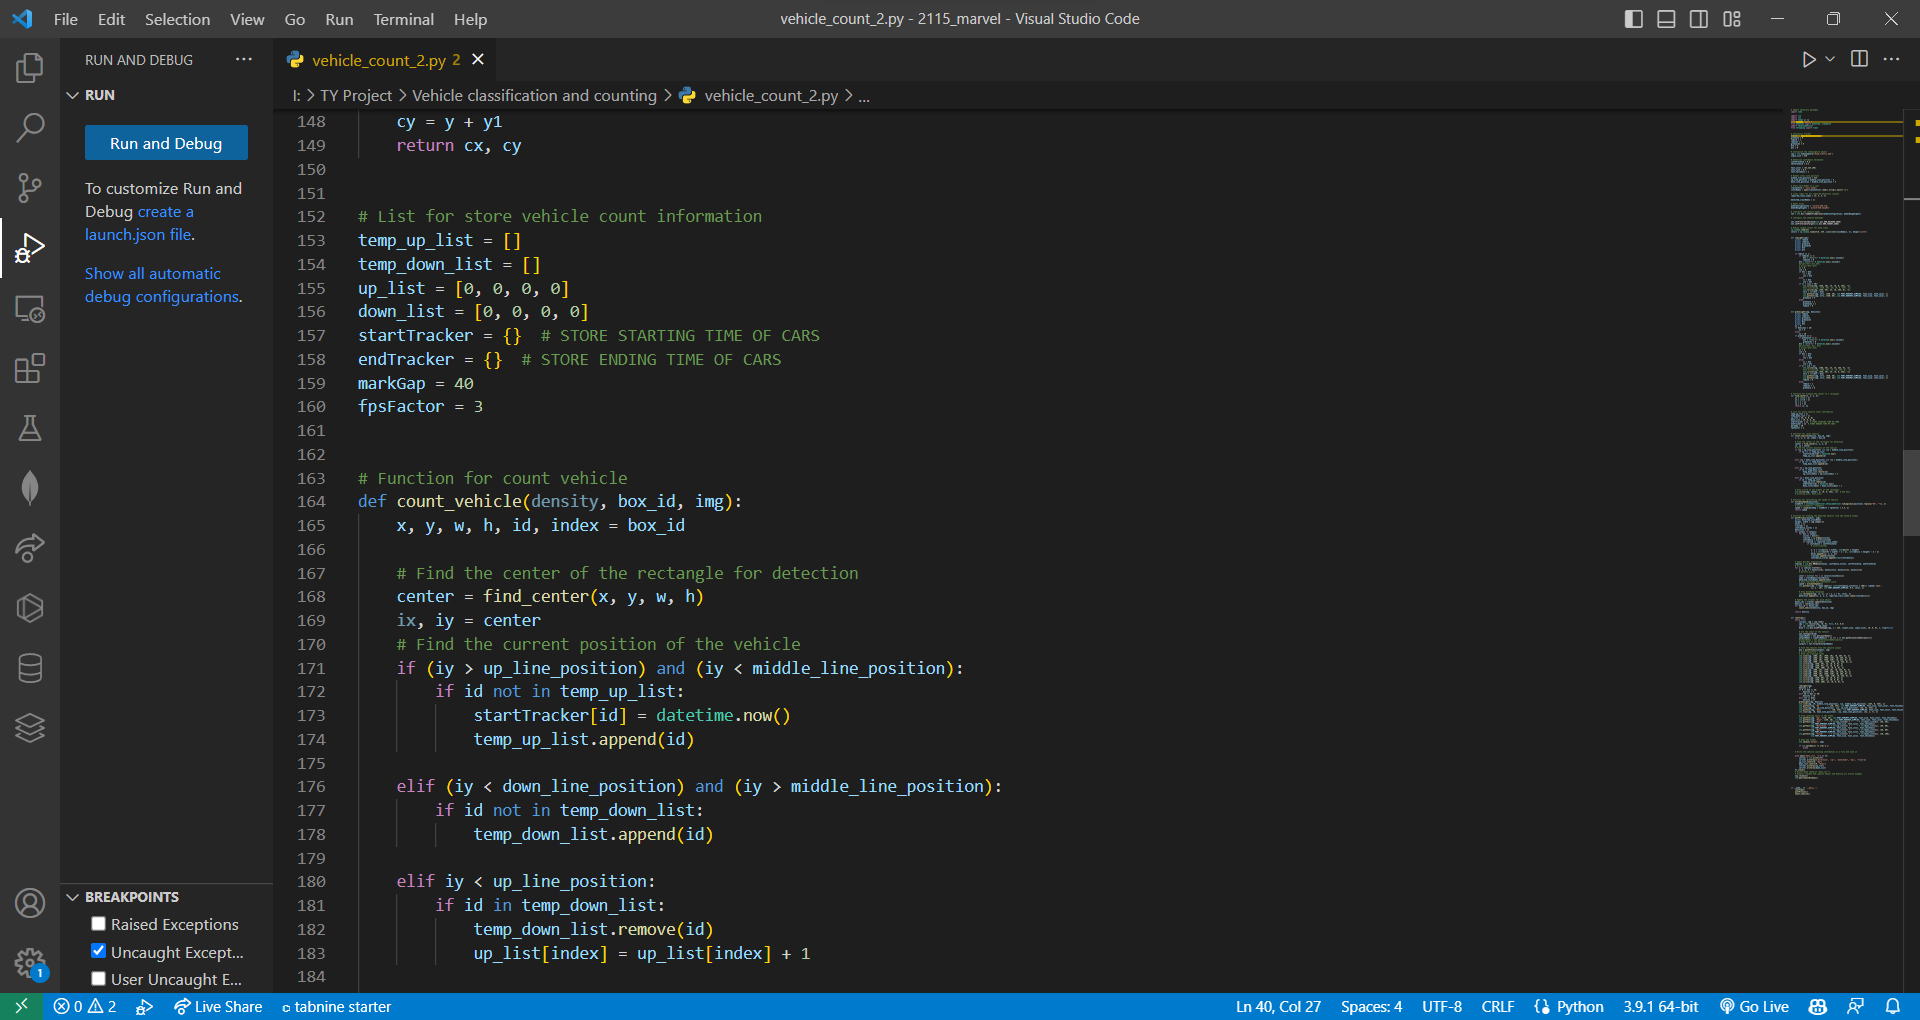 File Edit Selection View Go Run Terminal Help
vehicle_count_2.py - 2115_marvel - Visual Studio Code
RUN AND DEBUG ···
RUN
Run and Debug
To customize Run and
Debug create a
launch.json file.
Show all automatic
debug configurations.
BREAKPOINTS
Raised Exceptions
Uncaught Except...
User Uncaught E...
1
vehicle_count_2.py 2
I: > TY Project > Vehicle classification and counting > vehicle_count_2.py > ...
148 cy = y + y1
149 return cx, cy
150
151
152 # List for store vehicle count information
153 temp_up_list = []
154 temp_down_list = []
155 up_list = [0, 0, 0, 0]
156 down_list = [0, 0, 0, 0]
157 startTracker = {}  # STORE STARTING TIME OF CARS
158 endTracker = {}  # STORE ENDING TIME OF CARS
159 markGap = 40
160 fpsFactor = 3
161
162
163 # Function for count vehicle
164 def count_vehicle(density, box_id, img):
165 x, y, w, h, id, index = box_id
166
167 # Find the center of the rectangle for detection
168 center = find_center(x, y, w, h)
169 ix, iy = center
170 # Find the current position of the vehicle
171 if (iy > up_line_position) and (iy < middle_line_position):
172 if id not in temp_up_list:
173 startTracker[id] = datetime.now()
174 temp_up_list.append(id)
175
176 elif (iy < down_line_position) and (iy > middle_line_position):
177 if id not in temp_down_list:
178 temp_down_list.append(id)
179
180 elif iy < up_line_position:
181 if id in temp_down_list:
182 temp_down_list.remove(id)
183 up_list[index] = up_list[index] + 1
184
0 2 Live Share tabnine starter Ln 40, Col 27 Spaces: 4 UTF-8 CRLF {} Python 3.9.1 64-bit Go Live